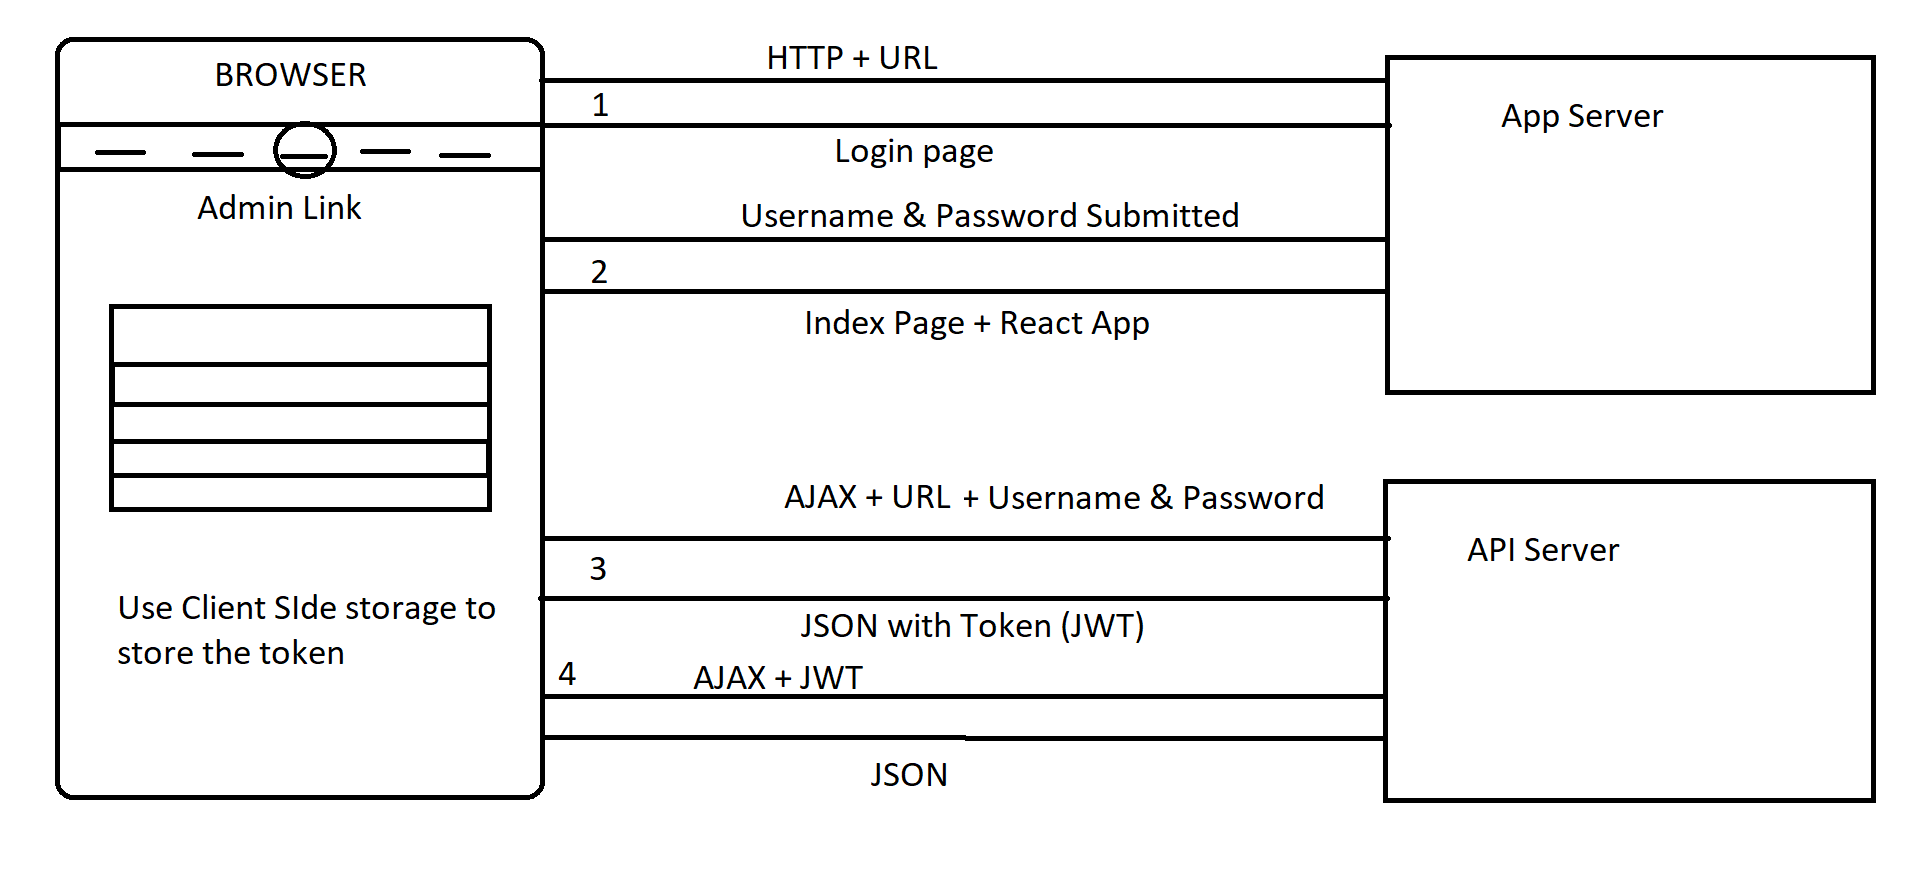 BROWSER
Admin Link
Use Client SIde storage to
store the token
HTTP + URL
1
Login page
Username & Password Submitted
2
Index Page + React App
AJAX + URL + Username & Password
3
JSON with Token (JWT)
4
AJAX + JWT
JSON
App Server
API Server